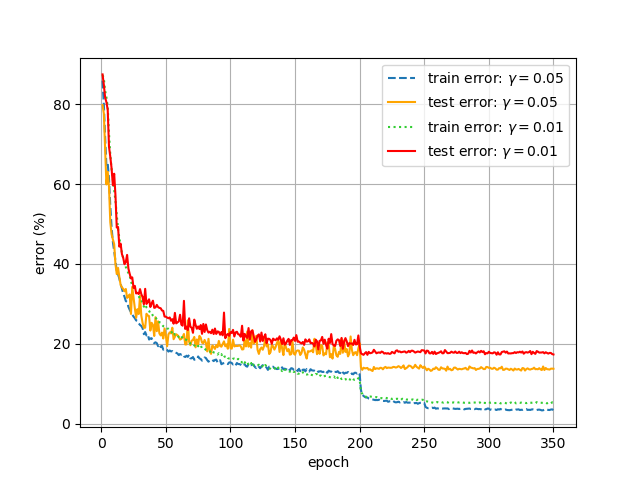 train error: γ = 0.05
test error: γ = 0.05
train error: γ = 0.01
test error: γ = 0.01
error (%)
80
60
40
20
0
0 50 100 150 200 250 300 350
epoch